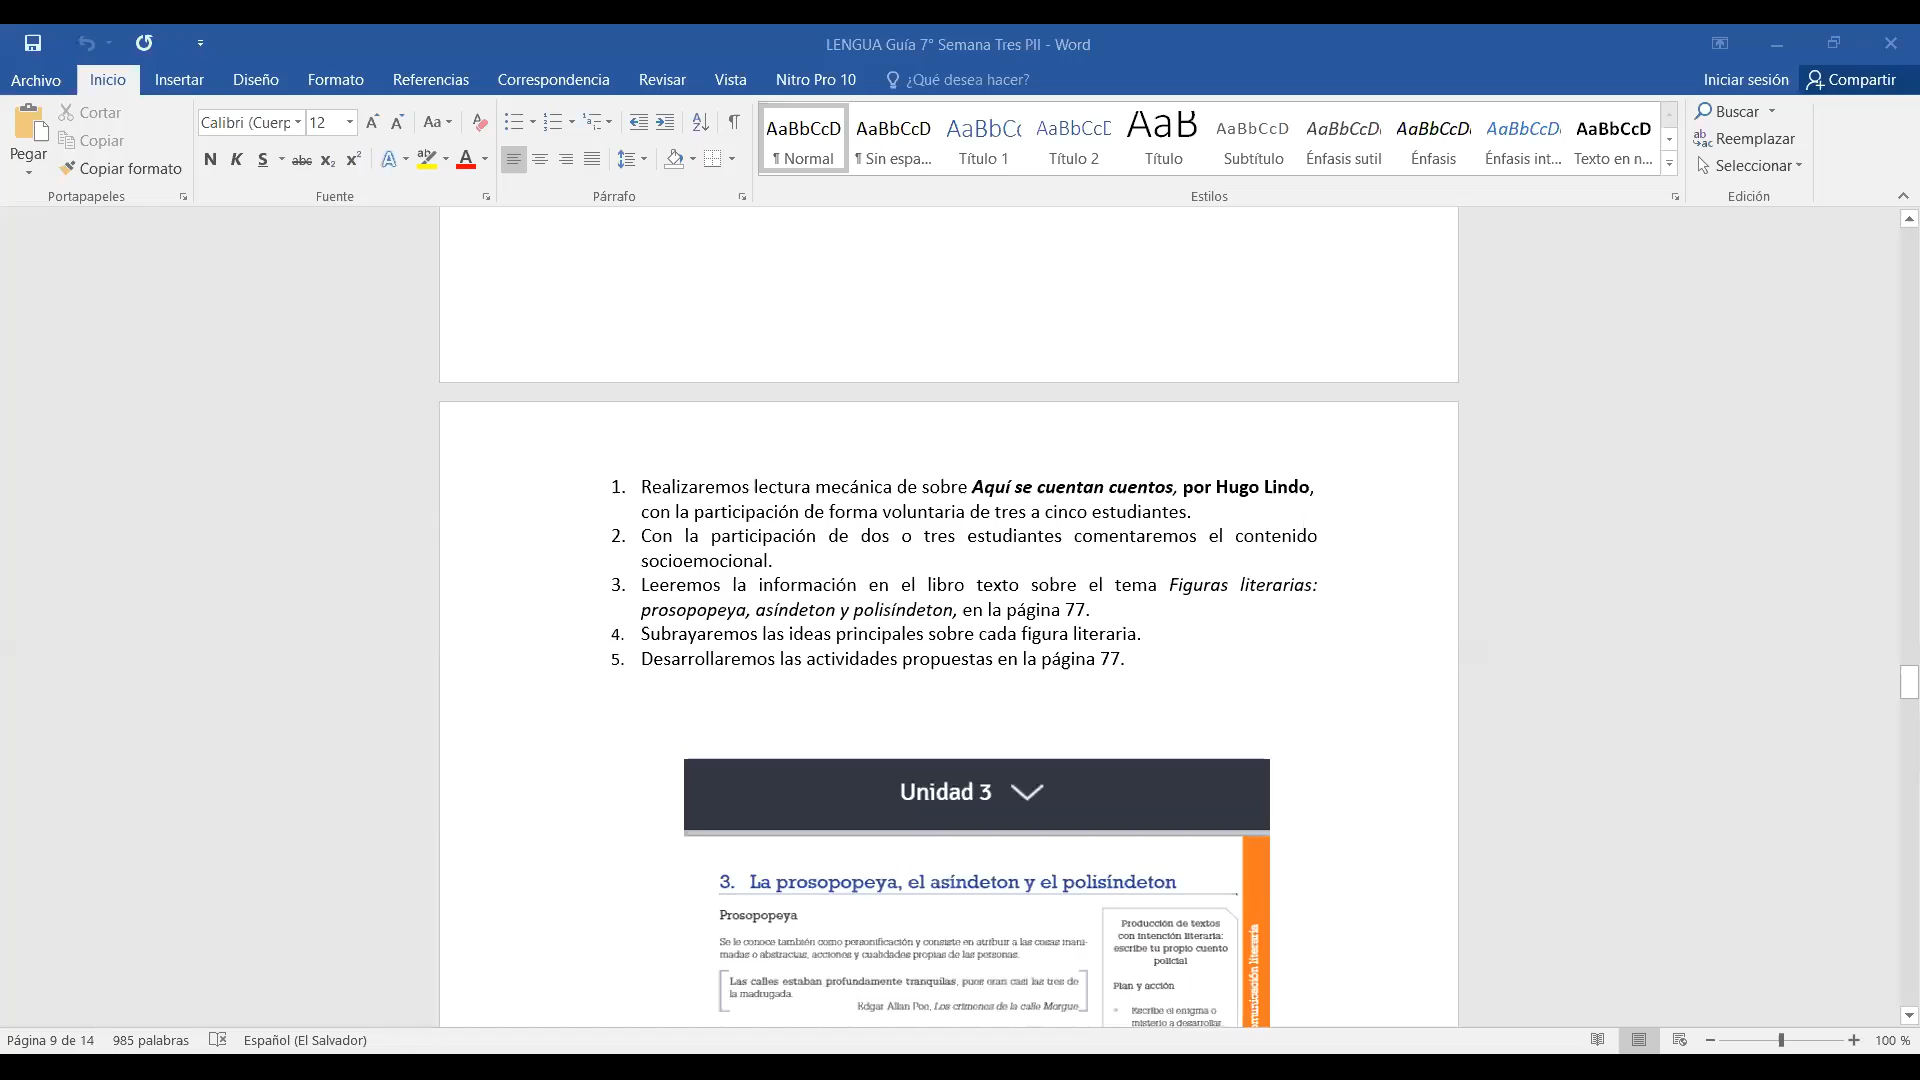 LENGUA Guía 7° Semana Tres PII - Word
Archivo Inicio Insertar Diseño Formato Referencias Correspondencia Revisar Vista Nitro Pro 10 ¿Qué desea hacer? Iniciar sesión Compartir
Pegar
Cortar
Copiar
Copiar formato
Portapapeles
Calibri (Cuerp 12 Aa
N K S abc x₂ x² A ab A
Fuente
Párrafo
AaBbCcD AaBbCcD AaBbC AaBbCcD AaB AaBbCcD AaBbCcD AaBbCcD AaBbCcD AaBbCcD
¶ Normal ¶ Sin espa... Título 1 Título 2 Título Subtítulo Énfasis sutil Énfasis Énfasis int... Texto en n...
Estilos
Buscar
Reemplazar
Seleccionar
Edición
1. Realizaremos lectura mecánica de sobre Aquí se cuentan cuentos, por Hugo Lindo,
con la participación de forma voluntaria de tres a cinco estudiantes.
2. Con la participación de dos o tres estudiantes comentaremos el contenido
socioemocional.
3. Leeremos la información en el libro texto sobre el tema Figuras literarias:
prosopopeya, asíndeton y polisíndeton, en la página 77.
4. Subrayaremos las ideas principales sobre cada figura literaria.
5. Desarrollaremos las actividades propuestas en la página 77.
Unidad 3
3. La prosopopeya, el asíndeton y el polisíndeton
Prosopopeya
Se le conoce también como personificación y consiste en atribuir a las cosas inani-
madas o abstractas, acciones y cualidades propias de las personas.
Las calles estaban profundamente tranquilas, pues eran casi las tres de
la madrugada.
Edgar Allan Poe, Los crímenes de la calle Morgue
Producción de textos
con intención literaria:
escribe tu propio cuento
policial
Plan y acción
• Escribe el enigma o
misterio a desarrollar
literaria
Página 9 de 14 985 palabras Español (El Salvador) 100 %